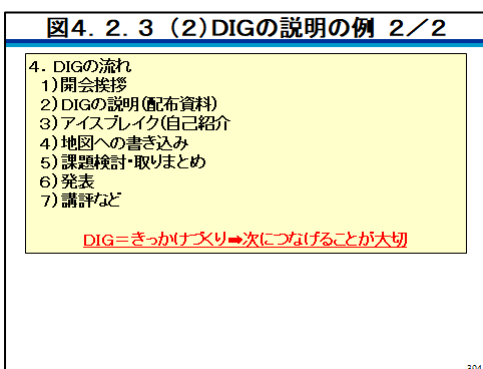 図4．2．3 （2）DIGの説明の例 2／2
4．DIGの流れ
1)開会挨拶
2)DIGの説明(配布資料)
3)アイスブレイク(自己紹介
4)地図への書き込み
5)課題検討･取りまとめ
6)発表
7)講評など
DIG＝きっかけづくり➡次につなげることが大切
304